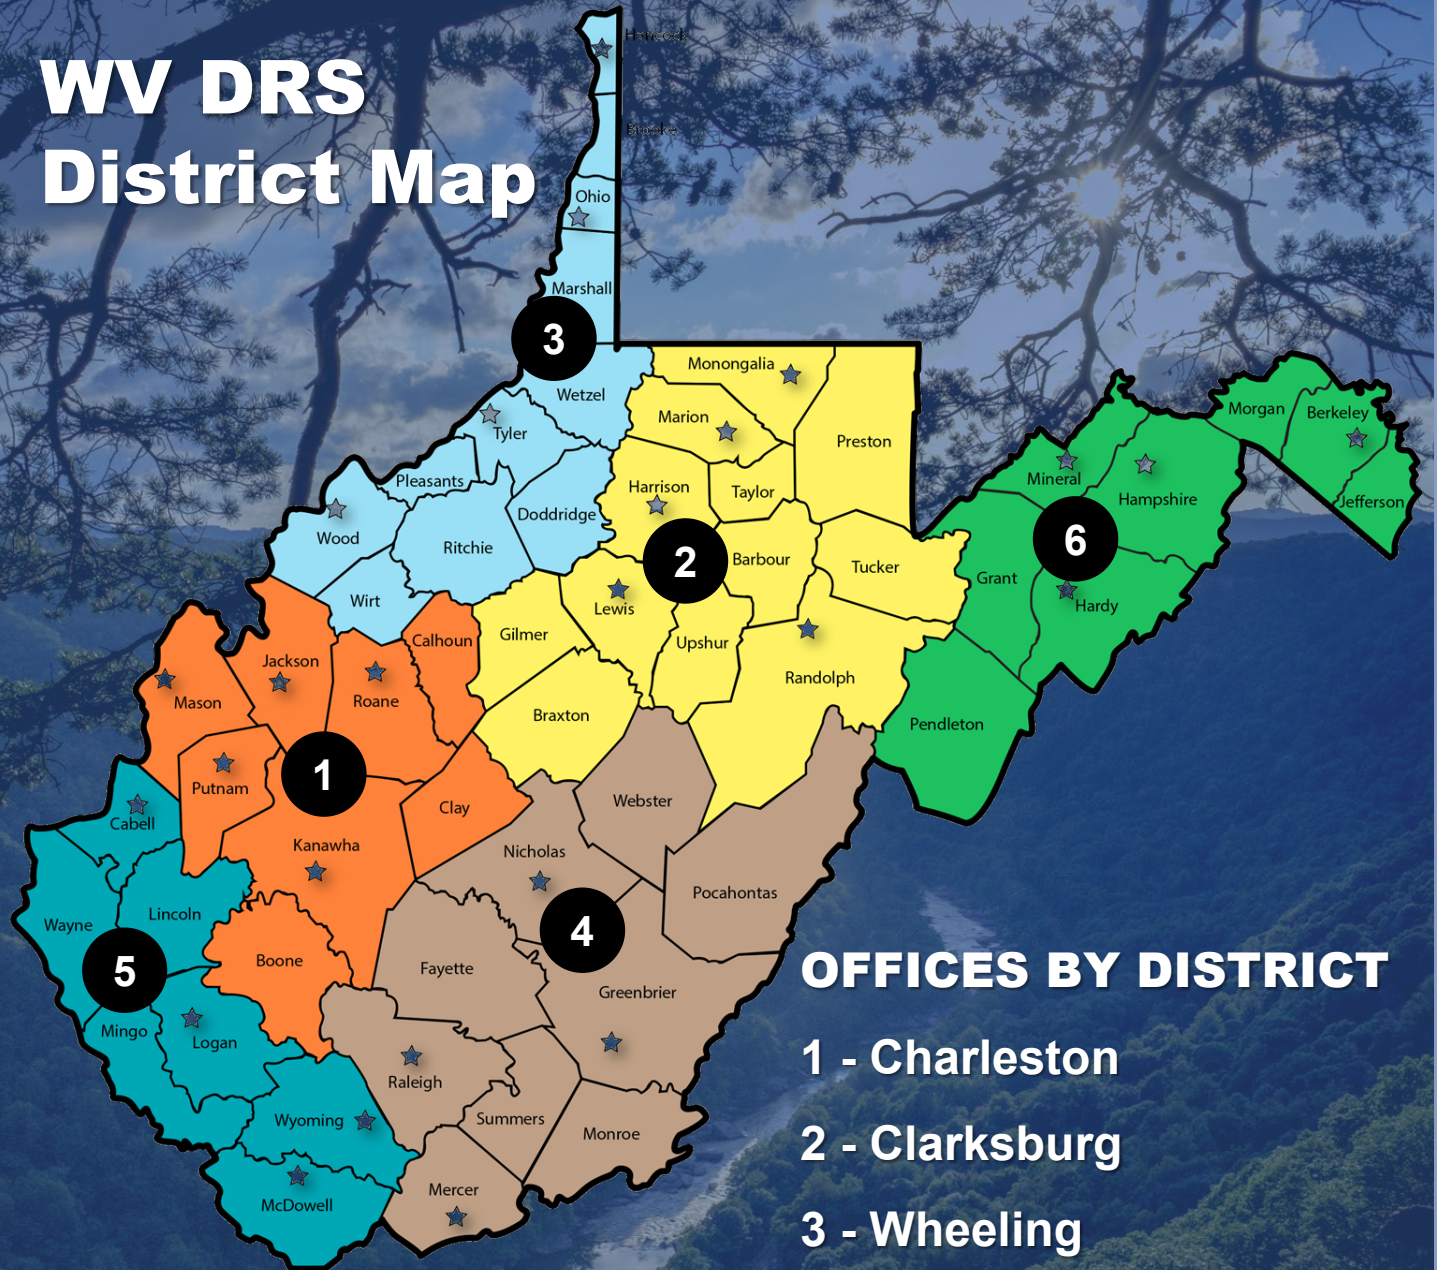 WV DRS
District Map
Hancock
Brooke
Ohio
Marshall
3
Wetzel
Tyler
Pleasants
Doddridge
Wood
Ritchie
Wirt
Monongalia
Marion
Preston
Harrison
Taylor
2
Barbour
Tucker
Lewis
Gilmer
Upshur
Randolph
Braxton
Morgan
Berkeley
Jefferson
Mineral
Hampshire
6
Grant
Hardy
Pendleton
Calhoun
Jackson
Roane
Mason
1
Putnam
Clay
Kanawha
Boone
Cabell
Lincoln
Wayne
5
Mingo
Logan
Wyoming
McDowell
Webster
Nicholas
Pocahontas
4
Fayette
Greenbrier
Raleigh
Summers
Monroe
Mercer
OFFICES BY DISTRICT
1 - Charleston
2 - Clarksburg
3 - Wheeling